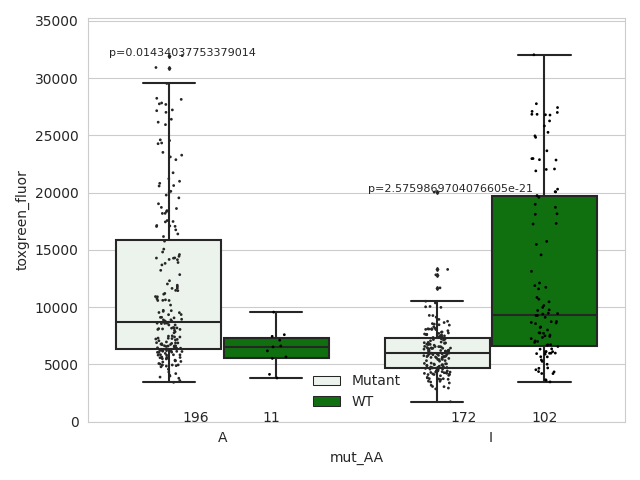 35000
30000
25000
20000
15000
10000
5000
0
toxgreen_fluor
p=0.01434037753379014
p=2.5759869704076605e-21
Mutant
WT
196 11 172 102
A I
mut_AA